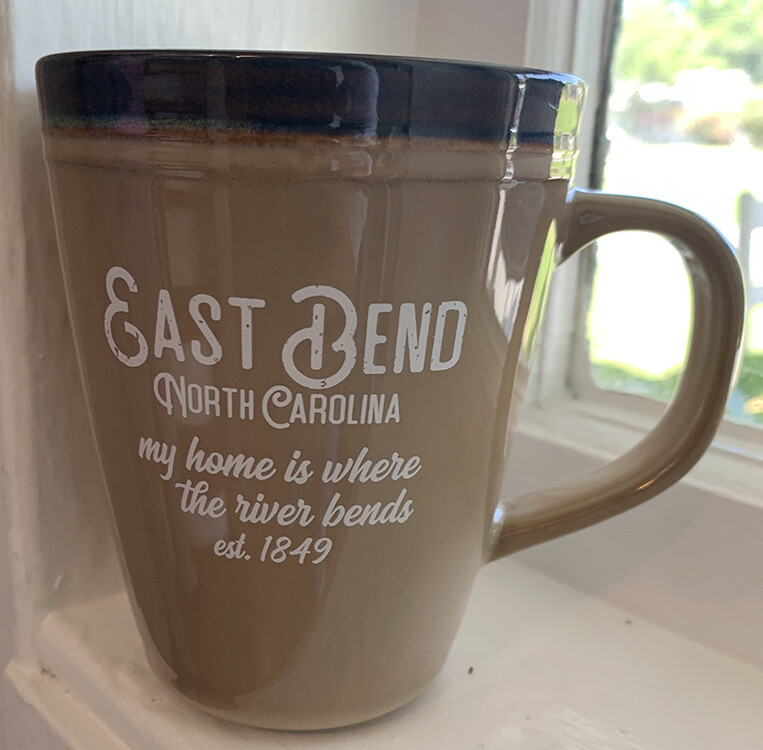 East Bend
North Carolina
my home is where
the river bends
est. 1849